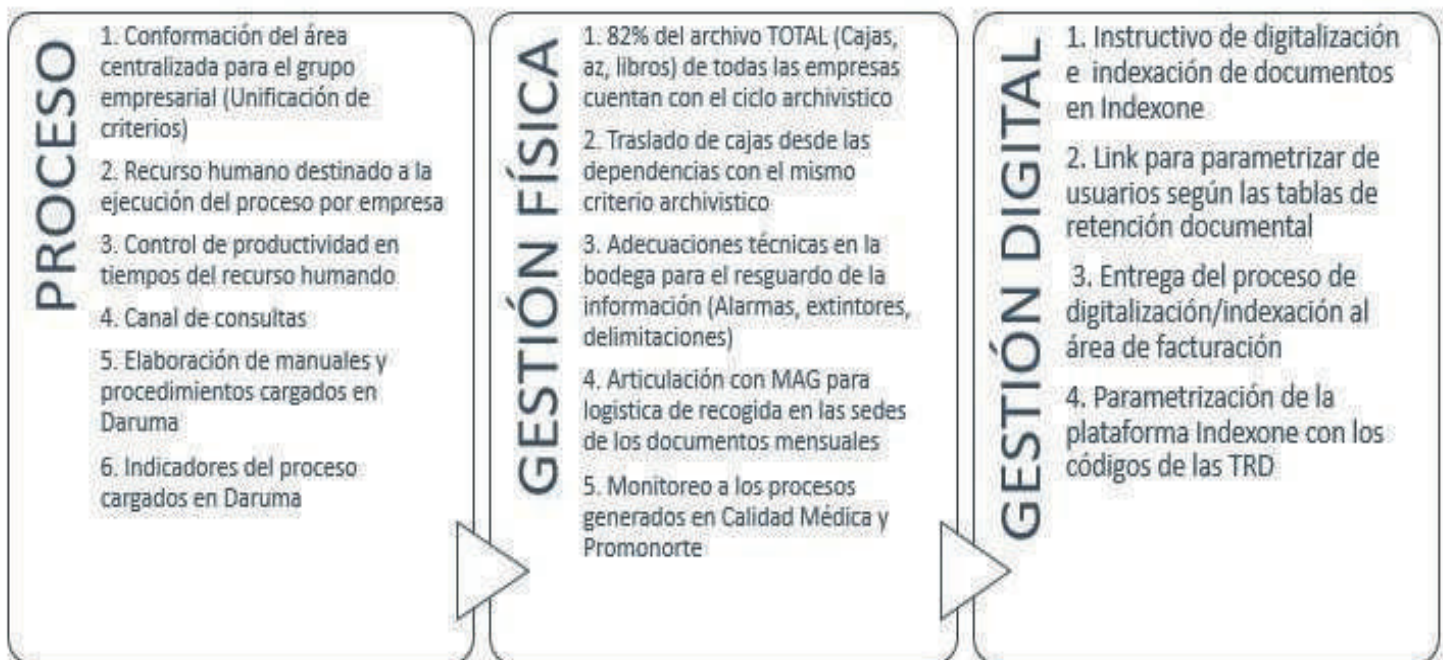 PROCESO
1. Conformación del área
centralizada para el grupo
empresarial (Unificación de
criterios)
2. Recurso humano destinado a la
ejecución del proceso por empresa
3. Control de productividad en
tiempos del recurso humando
4. Canal de consultas
5. Elaboración de manuales y
procedimientos cargados en
Daruma
6. Indicadores del proceso
cargados en Daruma
GESTIÓN FÍSICA
1. 82% del archivo TOTAL (Cajas,
az, libros) de todas las empresas
cuentan con el ciclo archivistico
2. Traslado de cajas desde las
dependencias con el mismo
criterio archivistico
3. Adecuaciones técnicas en la
bodega para el resguardo de la
información (Alarmas, extintores,
delimitaciones)
4. Articulación con MAG para
logistica de recogida en las sedes
de los documentos mensuales
5. Monitoreo a los procesos
generados en Calidad Médica y
Promonorte
GESTIÓN DIGITAL
1. Instructivo de digitalización
e indexación de documentos
en Indexone
2. Link para parametrizar de
usuarios según las tablas de
retención documental
3. Entrega del proceso de
digitalización/indexación al
área de facturación
4. Parametrización de la
plataforma Indexone con los
códigos de las TRD